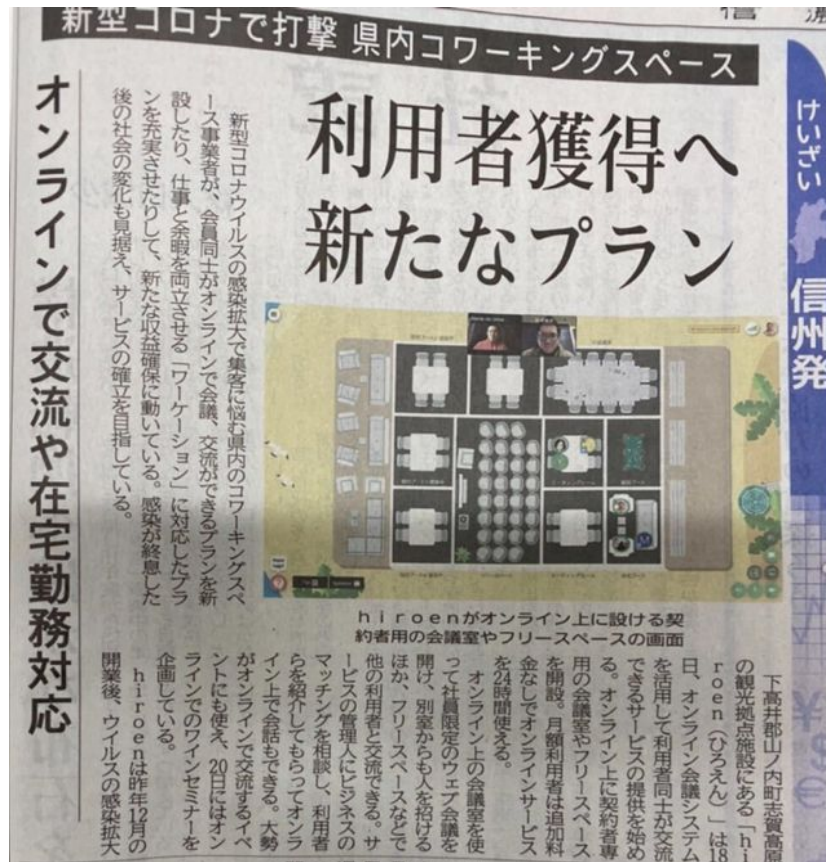 新型コロナで打撃 県内コワーキングスペース
利用者獲得へ
新たなプラン
オンラインで交流や在宅勤務対応
けいざい
信州発
新型コロナウイルスの感染拡大で集客に悩む県内のコワーキングスペ
ース事業者が、会員同士がオンラインで会議、交流ができるプランを新
設したり、仕事と余暇を両立させる「ワーケーション」に対応したプラ
ンを充実させたりして、新たな収益確保に動いている。感染が終息した
後の社会の変化も見据え、サービスの確立を目指している。
hiroenがオンライン上に設ける契
約者用の会議室やフリースペースの画面
下高井郡山ノ内町志賀高原
の観光拠点施設にある「hi
roen(ひろえん)」は18
日、オンライン会議システム
を活用して利用者同士が交流
できるサービスの提供を始め
る。オンライン上に契約者専
用の会議室やフリースペース
を開設。月額利用者は追加料
金なしでオンラインサービス
を24時間使える。
オンライン上の会議室を使
って社員限定のウェブ会議を
開け、別室からも人を招ける
ほか、フリースペースなどで
他の利用者と交流できる。サ
ービスの管理人にビジネスの
マッチングを相談し、利用者
らを紹介してもらってオンラ
イン上で会話もできる。大勢
がオンラインで交流するイベ
ントにも使え、20日にはオン
ラインでのワインセミナーを
企画している。
hiroenは昨年12月の
開業後、ウイルスの感染拡大